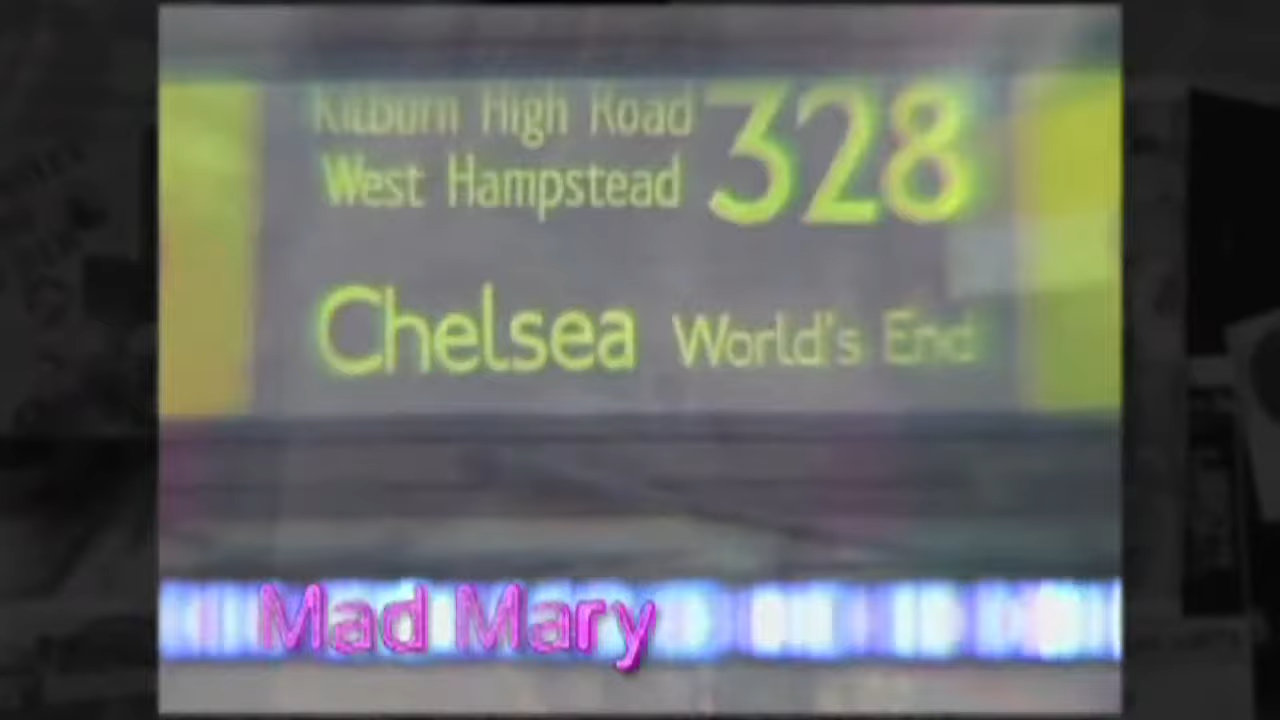 Kilburn High Road
328
West Hampstead
Chelsea World's End
Mad Mary